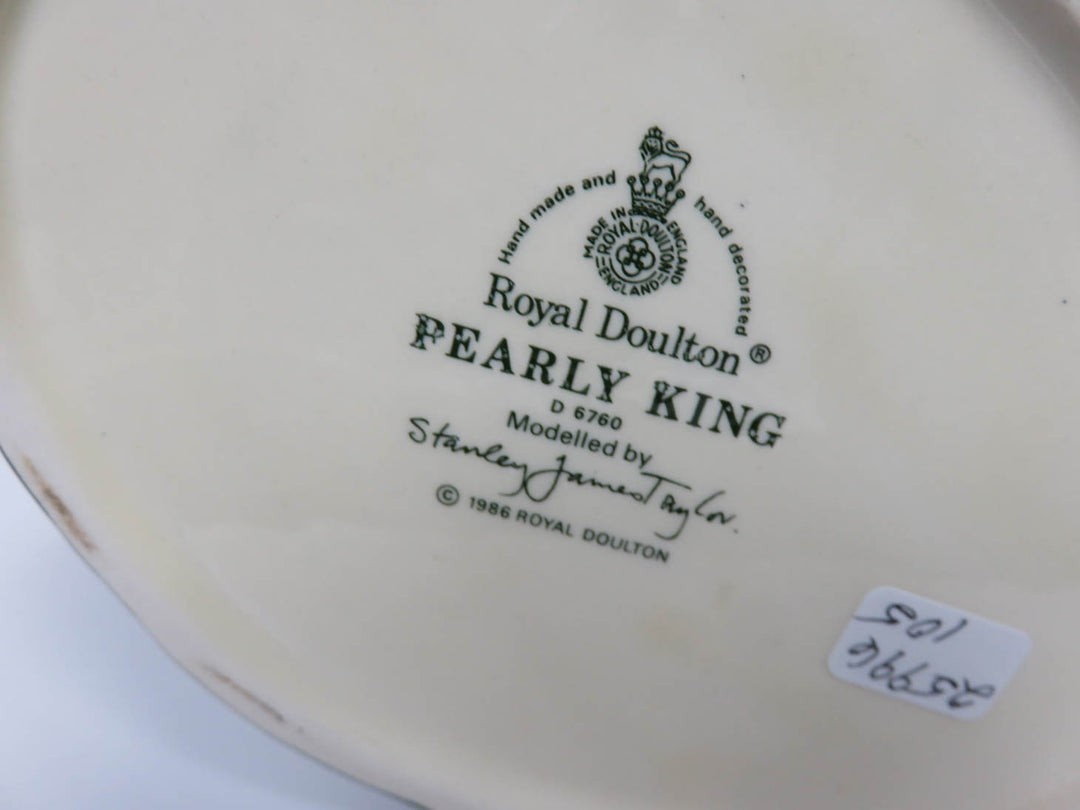 Hand made and hand decorated
MADE IN ENGLAND
ROYAL·DOULTON
ENGLAND
Royal Doulton®
PEARLY KING
D 6760
Modelled by
Stanley James Taylor.
© 1986 ROYAL DOULTON
25996
105